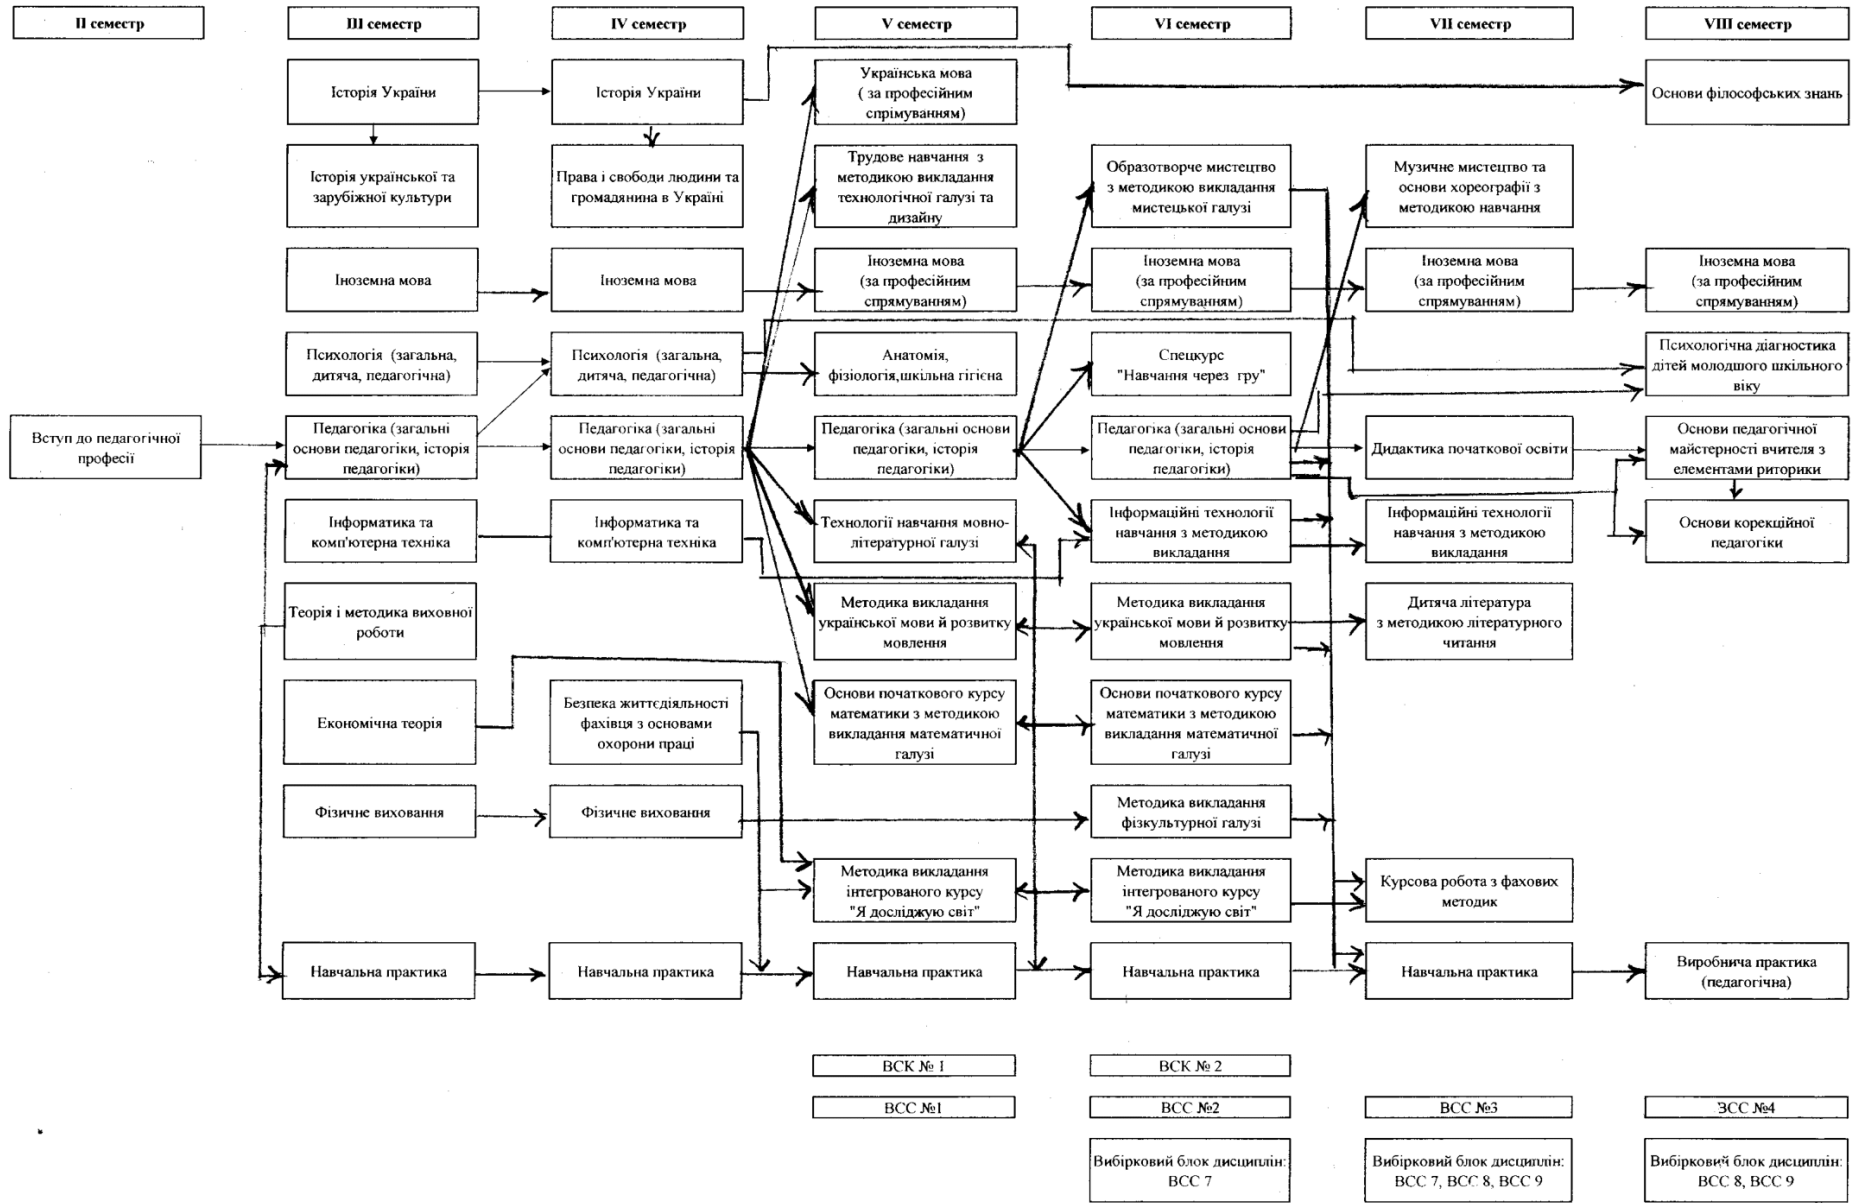 II семестр
III семестр
IV семестр
V семестр
VI семестр
VII семестр
VIII семестр
Історія України
Історія України
Українська мова
( за професійним
спрімуванням)
Основи філософських знань
Історія української та
зарубіжної культури
Права і свободи людини та
громадянина в Україні
Трудове навчання з
методикою викладання
технологічної галузі та
дизайну
Образотворче мистецтво
з методикою викладання
мистецької галузі
Музичне мистецтво та
основи хореографії з
методикою навчання
Іноземна мова
Іноземна мова
Іноземна мова
(за професійним
спрямуванням)
Іноземна мова
(за професійним
спрямуванням)
Іноземна мова
(за професійним
спрямуванням)
Іноземна мова
(за професійним
спрямуванням)
Психологія (загальна,
дитяча, педагогічна)
Психологія (загальна,
дитяча, педагогічна)
Анатомія,
фізіологія,шкільна гігієна
Спецкурс
"Навчання через гру"
Психологічна діагностика
дітей молодшого шкільного
віку
Вступ до педагогічної
професії
Педагогіка (загальні
основи педагогіки, історія
педагогіки)
Педагогіка (загальні
основи педагогіки, історія
педагогіки)
Педагогіка (загальні основи
педагогіки, історія
педагогіки)
Педагогіка (загальні основи
педагогіки, історія
педагогіки)
Дидактика початкової освіти
Основи педагогічної
майстерності вчителя з
елементами риторики
Інформатика та
комп'ютерна техніка
Інформатика та
комп'ютерна техніка
Технології навчання мовно-
літературної галузі
Інформаційні технології
навчання з методикою
викладання
Інформаційні технології
навчання з методикою
викладання
Основи корекційної
педагогіки
Теорія і методика виховної
роботи
Методика викладання
української мови й розвитку
мовлення
Методика викладання
української мови й розвитку
мовлення
Дитяча література
з методикою літературного
читання
Економічна теорія
Безпека життєдіяльності
фахівця з основами
охорони праці
Основи початкового курсу
математики з методикою
викладання математичної
галузі
Основи початкового курсу
математики з методикою
викладання математичної
галузі
Фізичне виховання
Фізичне виховання
Методика викладання
фізкультурної галузі
Методика викладання
інтегрованого курсу
"Я досліджую світ"
Методика викладання
інтегрованого курсу
"Я досліджую світ"
Курсова робота з фахових
методик
Навчальна практика
Навчальна практика
Навчальна практика
Навчальна практика
Навчальна практика
Виробнича практика
(педагогічна)
ВСК № 1
ВСК № 2
ВСС №1
ВСС №2
ВСС №3
ЗСС №4
Вибірковий блок дисциплін:
ВСС 7
Вибірковий блок дисциплін:
ВСС 7, ВСС 8, ВСС 9
Вибірковий блок дисциплін:
ВСС 8, ВСС 9